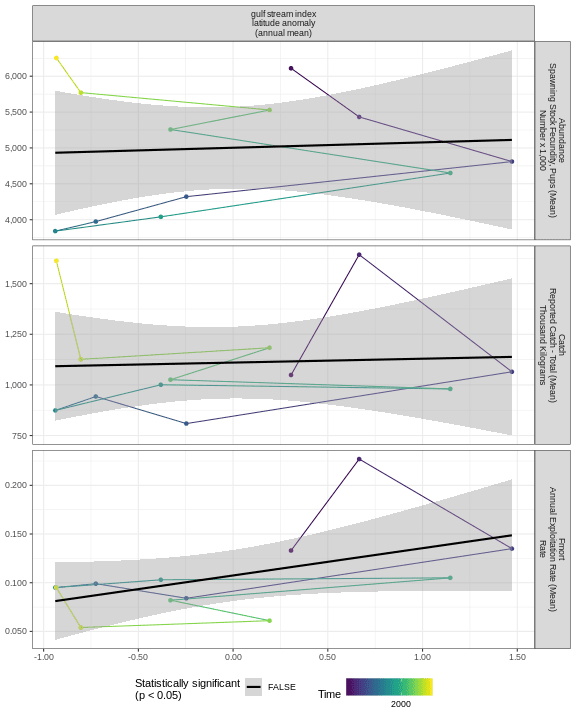 gulf stream index
latitude anomaly
(annual mean)
6,000
5,500
5,000
4,500
4,000
Abundance
Spawning Stock Fecundity, Pups (Mean)
Number x 1,000
1,500
1,250
1,000
750
Catch
Reported Catch - Total (Mean)
Thousand Kilograms
0.200
0.150
0.100
0.050
Fmort
Annual Exploitation Rate (Mean)
Rate
-1.00
-0.50
0.00
0.50
1.00
1.50
Statistically significant
(p < 0.05)
FALSE
Time
2000